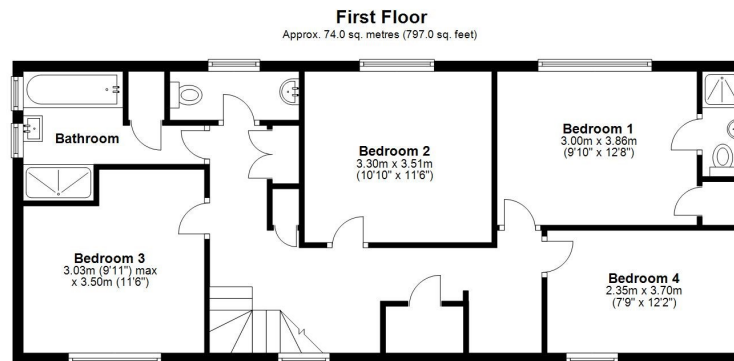 First Floor
Approx. 74.0 sq. metres (797.0 sq. feet)
Bathroom
Bedroom 2
3.30m x 3.51m
(10'10" x 11'6")
Bedroom 1
3.00m x 3.86m
(9'10" x 12'8")
Bedroom 3
3.03m (9'11") max
x 3.50m (11'6")
Bedroom 4
2.35m x 3.70m
(7'9" x 12'2")